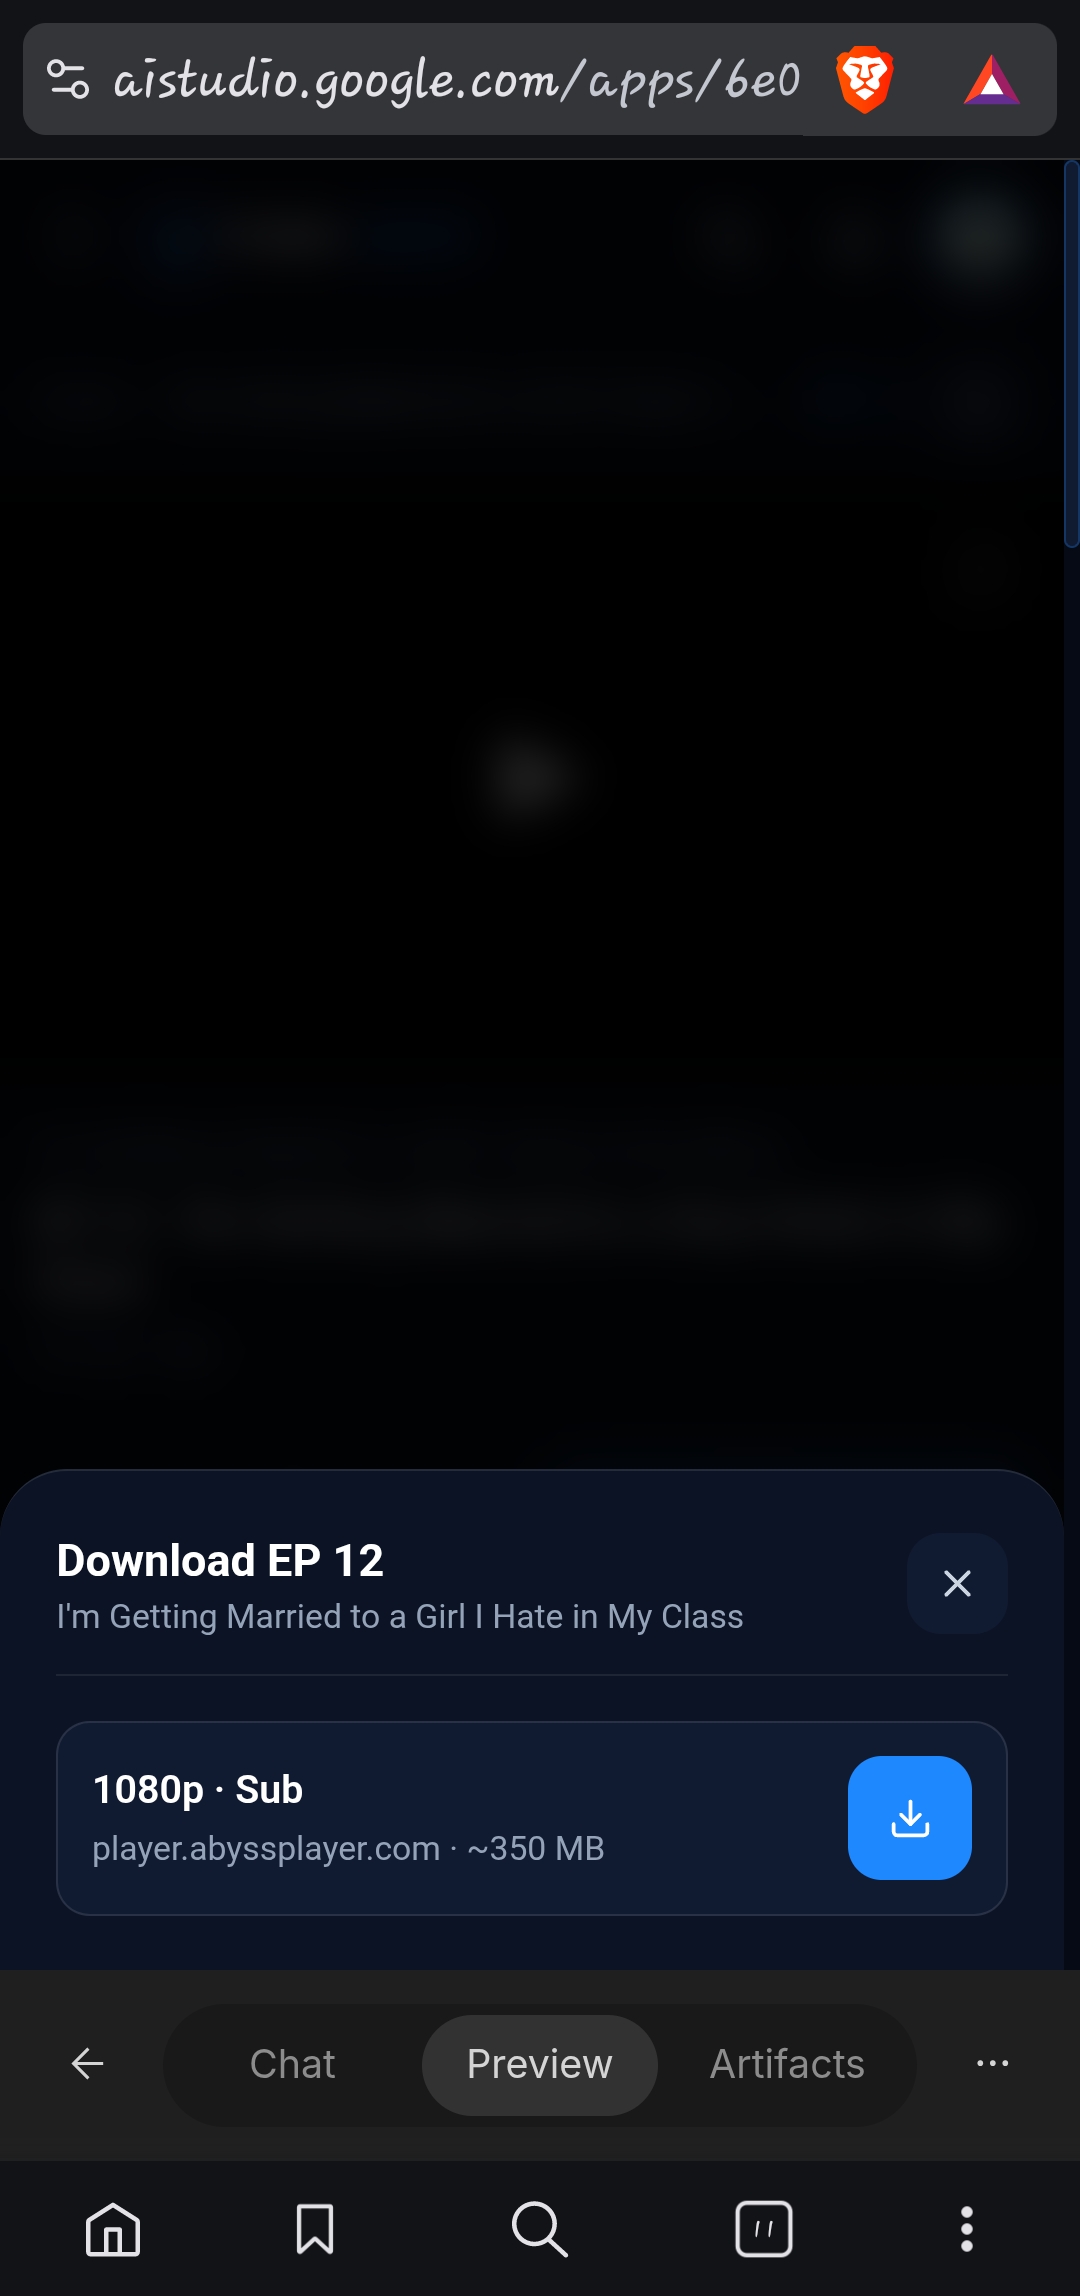 aistudio.google.com/apps/6e0
Download EP 12
I'm Getting Married to a Girl I Hate in My Class
1080p · Sub
player.abyssplayer.com · ~350 MB
Chat
Preview
Artifacts